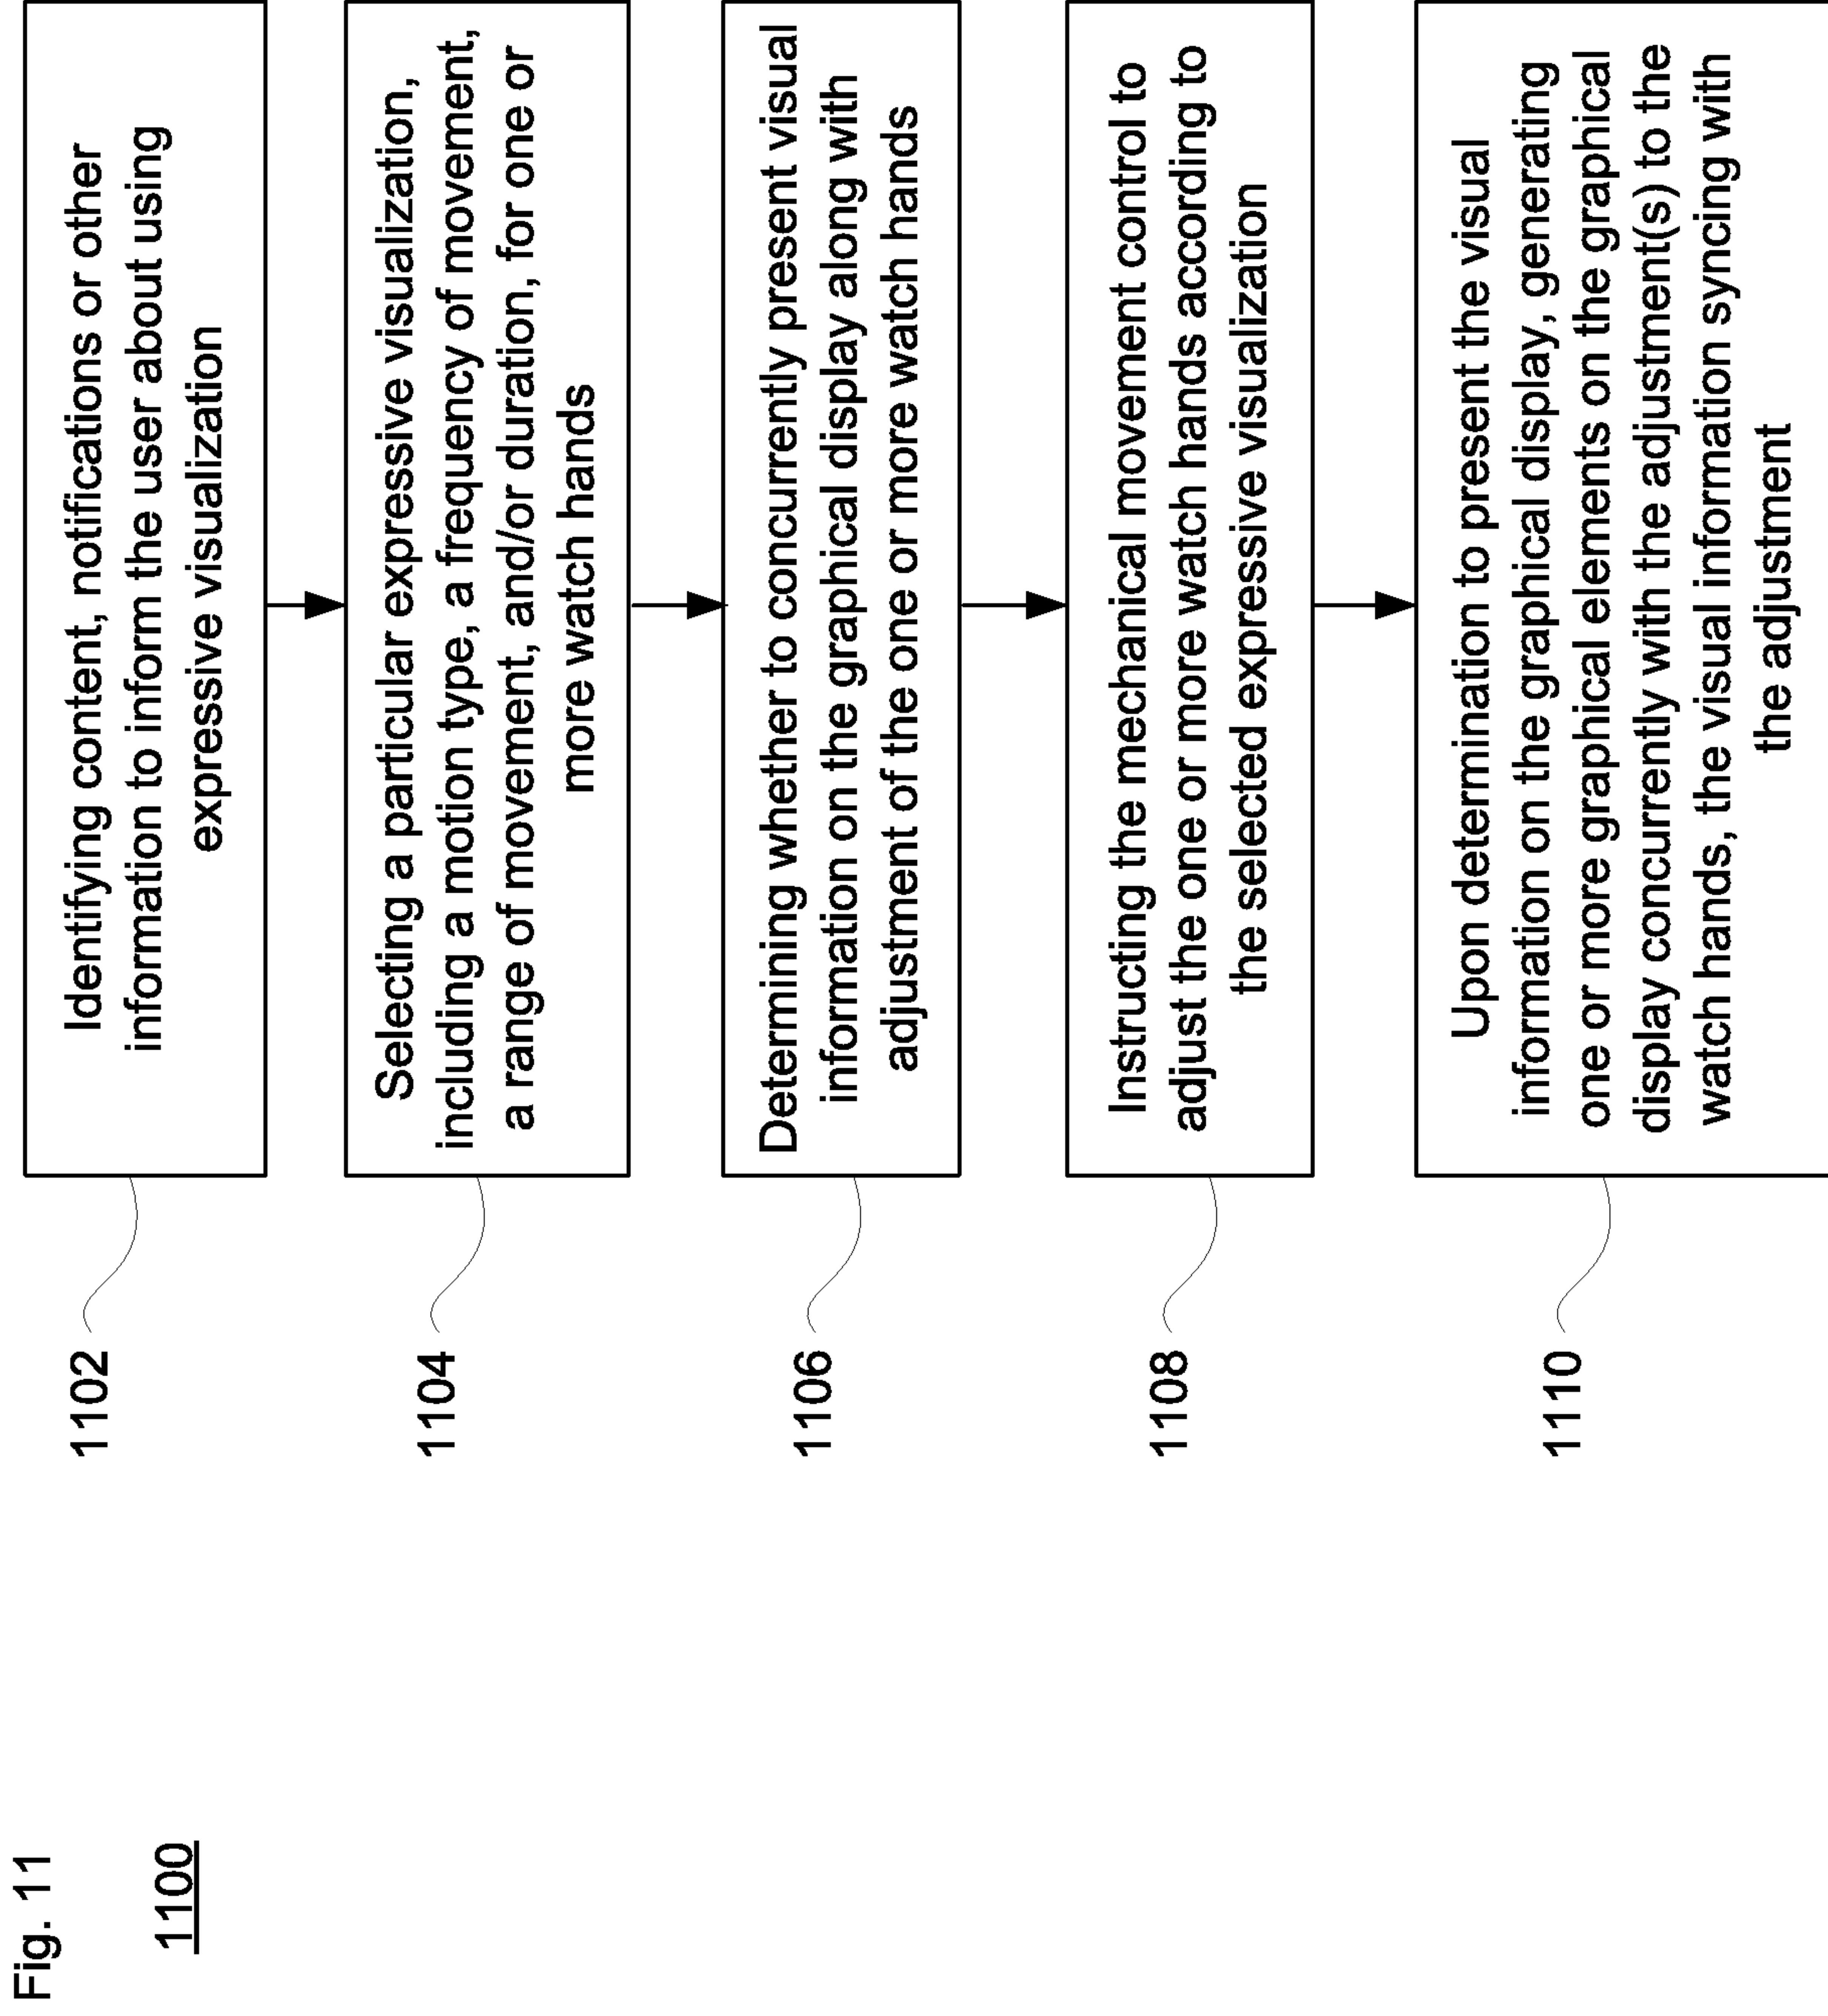 Fig. 11
1100
1102
Identifying content, notifications or other
information to inform the user about using
expressive visualization
1104
Selecting a particular expressive visualization,
including a motion type, a frequency of movement,
a range of movement, and/or duration, for one or
more watch hands
1106
Determining whether to concurrently present visual
information on the graphical display along with
adjustment of the one or more watch hands
1108
Instructing the mechanical movement control to
adjust the one or more watch hands according to
the selected expressive visualization
1110
Upon determination to present the visual
information on the graphical display, generating
one or more graphical elements on the graphical
display concurrently with the adjustment(s) to the
watch hands, the visual information syncing with
the adjustment